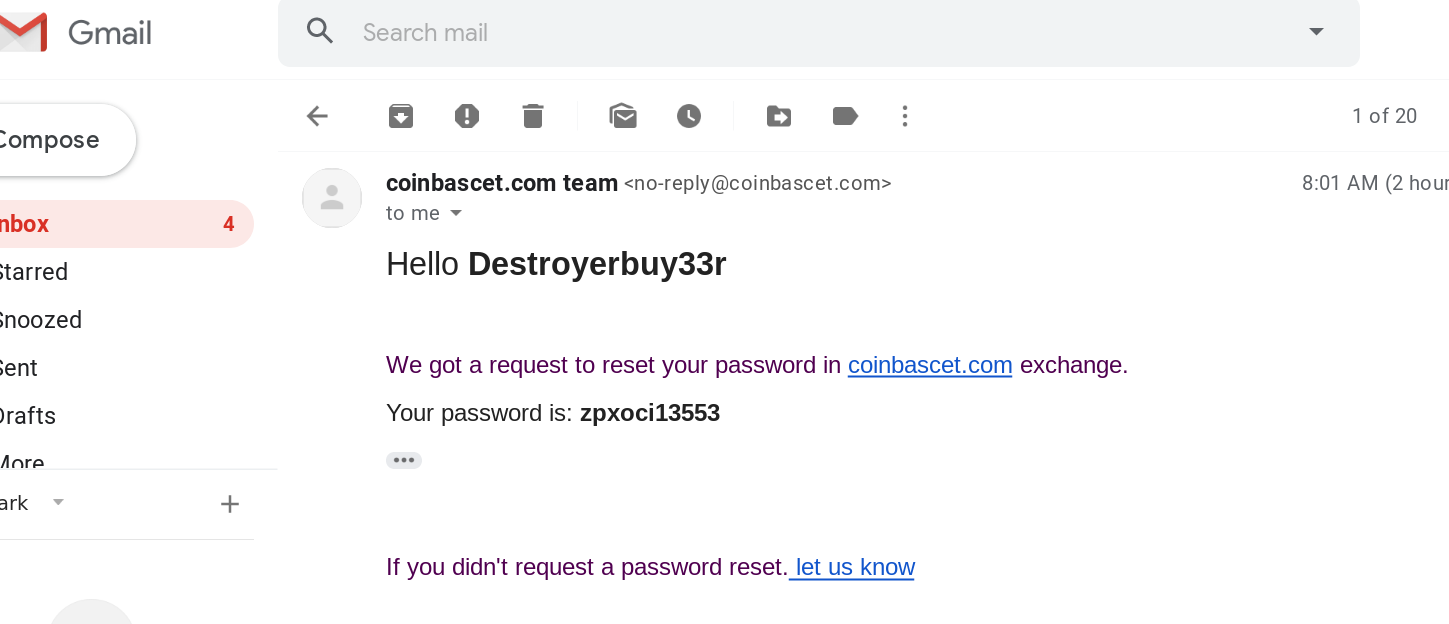 Gmail
Search mail
Compose
1 of 20
coinbascet.com team <no-reply@coinbascet.com>
8:01 AM (2 hour
to me
nbox 4
Starred
Snoozed
Sent
Drafts
More
ark
Hello Destroyerbuy33r
We got a request to reset your password in coinbascet.com exchange.
Your password is: zpxoci13553
If you didn't request a password reset. let us know